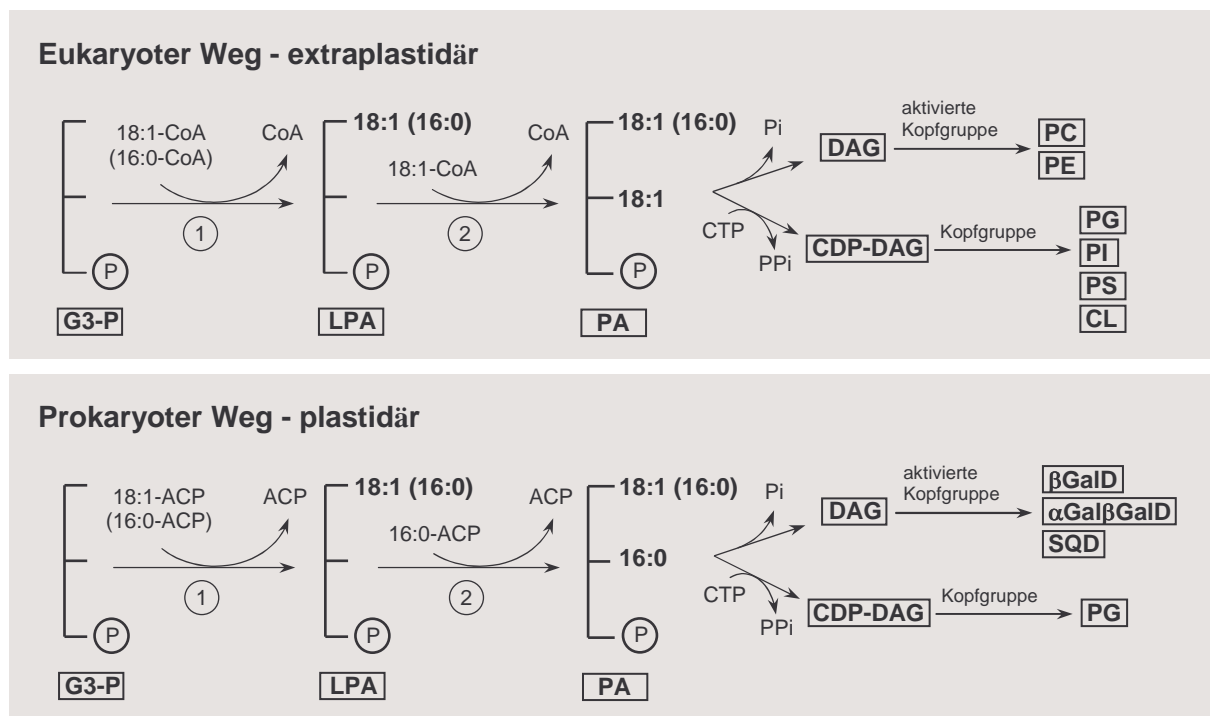 Eukaryoter Weg - extraplastidär
18:1-CoA
(16:0-CoA)
CoA
1
P
G3-P
18:1 (16:0)
18:1-CoA
CoA
2
P
LPA
18:1 (16:0)
18:1
P
PA
Pi
CTP
PPi
DAG
aktivierte
Kopfgruppe
PC
PE
CDP-DAG
Kopfgruppe
PG
PI
PS
CL
Prokaryoter Weg - plastidär
18:1-ACP
(16:0-ACP)
ACP
1
P
G3-P
18:1 (16:0)
16:0-ACP
ACP
2
P
LPA
18:1 (16:0)
16:0
P
PA
Pi
CTP
PPi
DAG
aktivierte
Kopfgruppe
βGalD
αGalβGalD
SQD
CDP-DAG
Kopfgruppe
PG